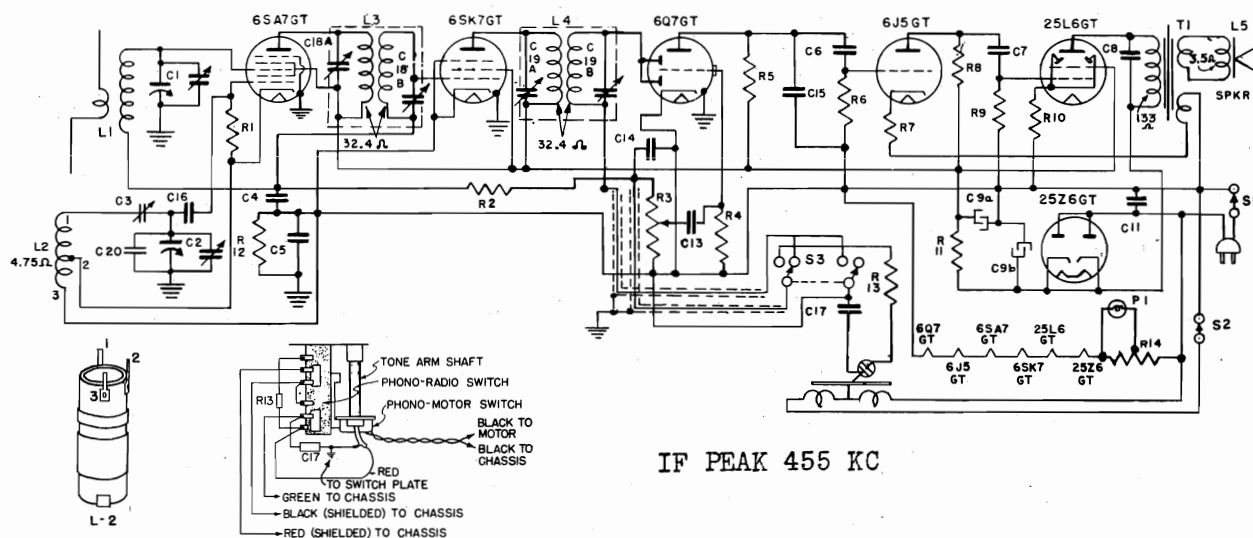 6SA7GT
L3
6SK7GT
L4
6Q7GT
6J5GT
25L6GT
T1
L5
C18A
C 18 B
C 19 A
C 19 B
C1
L1
R1
32.4 Ω
32.4 Ω
C14
R5
C6
C15
R6
R7
R8
C7
R9
R10
C8
133 Ω
3.5Ω
SPKR
C3
C16
C4
R2
R3
C13
R4
C9a
25Z6GT
C11
L2
4.75Ω
1
2
3
C20
C2
R 12
C5
S3
R 13
C17
R 11
C9b
P1
S2
R14
6Q7 GT
6SA7 GT
25L6 GT
6J5 GT
6SK7 GT
25Z6 GT
1
2
3
L-2
TONE ARM SHAFT
PHONO-RADIO SWITCH
PHONO-MOTOR SWITCH
R13
BLACK TO MOTOR
BLACK TO CHASSIS
C17
RED
TO SWITCH PLATE
GREEN TO CHASSIS
BLACK (SHIELDED) TO CHASSIS
RED (SHIELDED) TO CHASSIS
IF PEAK 455 KC